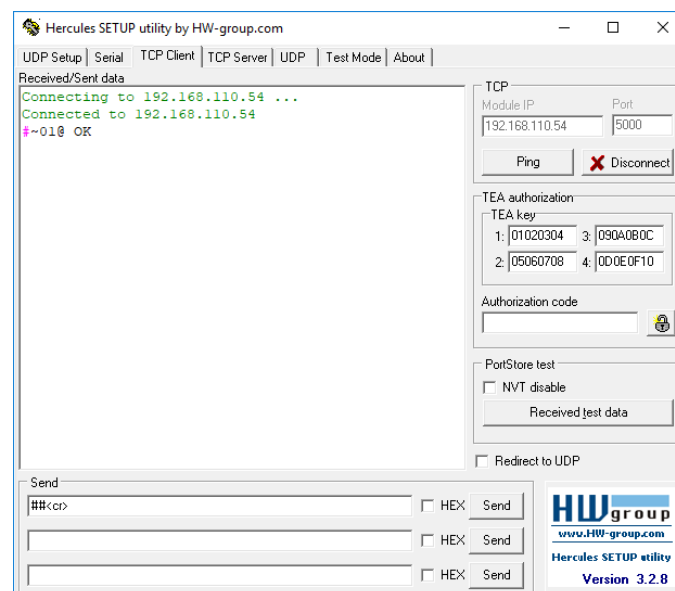 Hercules SETUP utility by HW-group.com
UDP Setup Serial TCP Client TCP Server UDP Test Mode About
Received/Sent data
Connecting to 192.168.110.54 ...
Connected to 192.168.110.54
#~01@ OK
TCP
Module IP Port
192.168.110.54 5000
Ping Disconnect
TEA authorization
TEA key
1: 01020304 3: 090A0B0C
2: 05060708 4: 0D0E0F10
Authorization code
PortStore test
NVT disable
Received test data
Redirect to UDP
Send
##<cr> HEX Send
HEX Send
HEX Send
HW group
www.HW-group.com
Hercules SETUP utility
Version 3.2.8